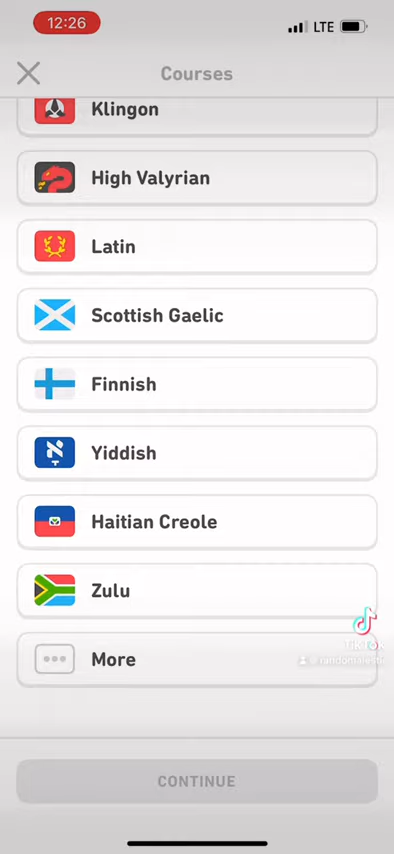 12:26
LTE
Courses
Klingon
High Valyrian
Latin
Scottish Gaelic
Finnish
Yiddish
Haitian Creole
Zulu
TikTok
More
CONTINUE